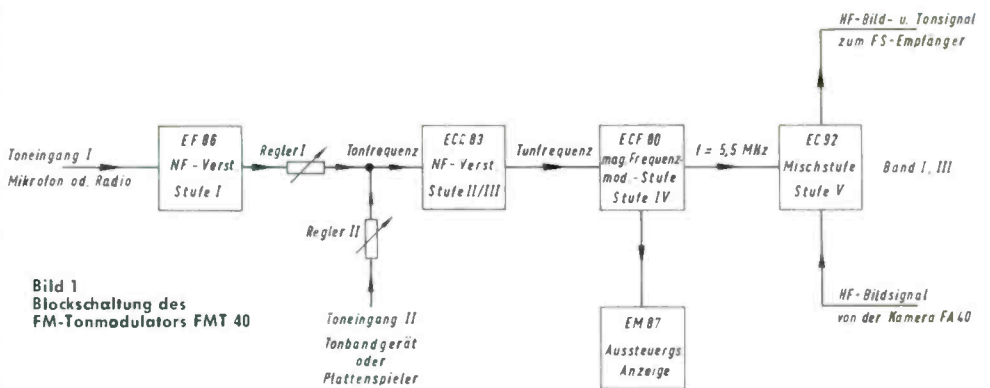 HF-Bild- u. Tonsignal
zum FS-Empfänger
Toneingang I
Mikrofon od. Radio
EF 86
NF-Verst
Stufe I
Regler I
Tonfrequenz
ECC 83
NF-Verst
Stufe II/III
Tunfrequenz
ECF 80
mag. Frequenz-
mod.-Stufe
Stufe IV
f = 5,5 MHz
EC 92
Mischstufe
Stufe V
Band I, III
Regler II
Toneingang II
Tonbandgerät
oder
Plattenspieler
EM 87
Aussteuergs
Anzeige
HF-Bildsignal
von der Kamera FA 40
Bild 1
Blockschaltung des
FM-Tonmodulators FMT 40